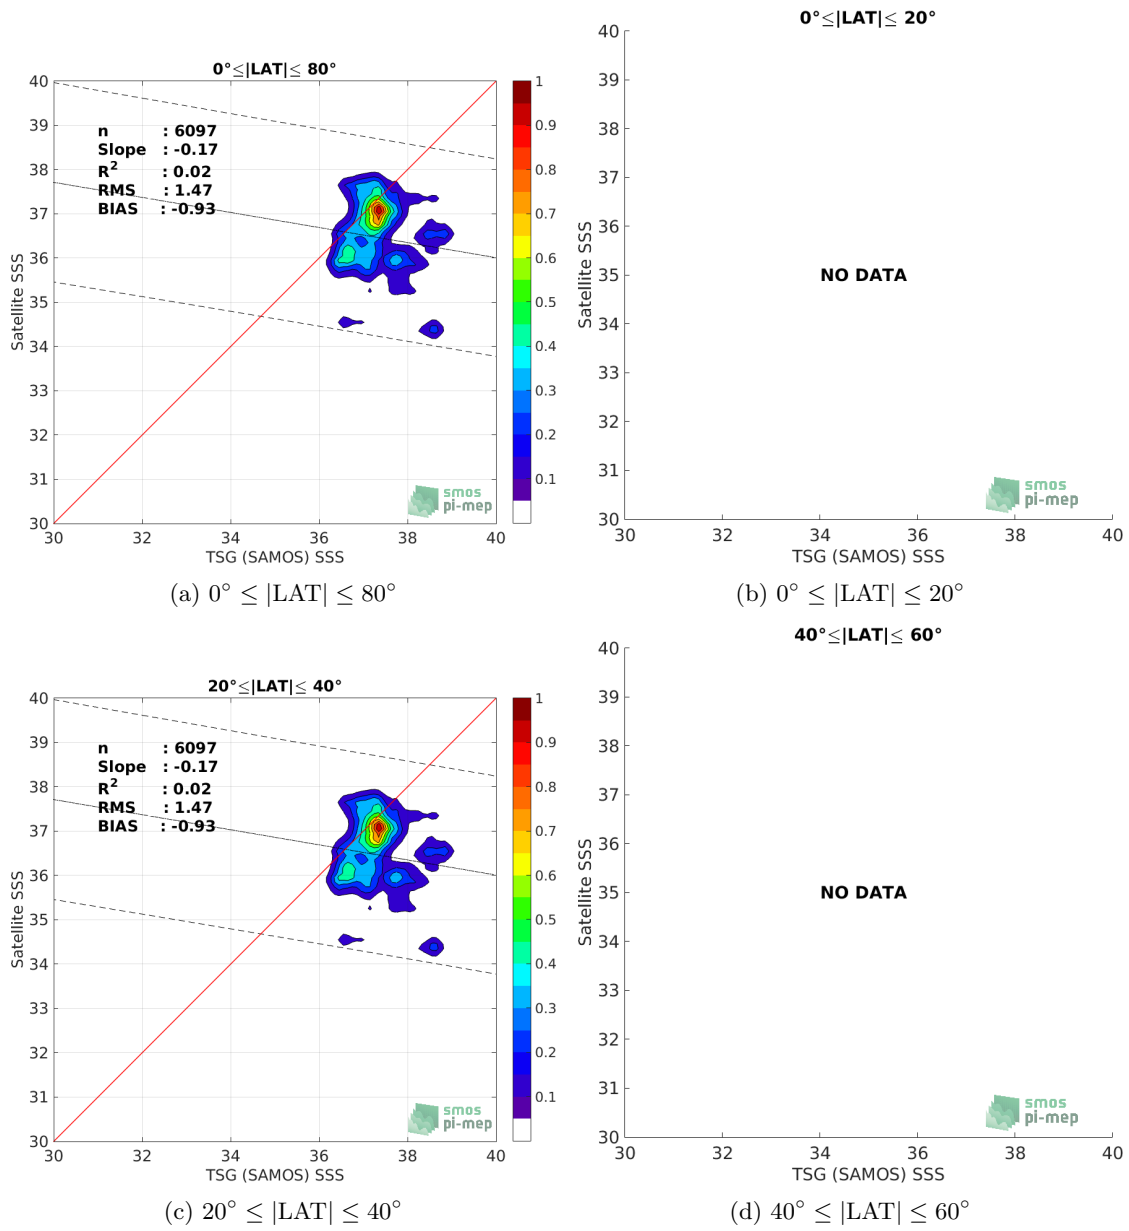 0°≤|LAT|≤ 80°
40
39
38
37
36
35
34
33
32
31
30
Satellite SSS
n : 6097
Slope : -0.17
R² : 0.02
RMS : 1.47
BIAS : -0.93
smos
pi-mep
30 32 34 36 38 40
TSG (SAMOS) SSS
1
0.9
0.8
0.7
0.6
0.5
0.4
0.3
0.2
0.1
(a) 0° ≤ |LAT| ≤ 80°
0°≤|LAT|≤ 20°
40
39
38
37
36
35
34
33
32
31
30
Satellite SSS
NO DATA
smos
pi-mep
30 32 34 36 38 40
TSG (SAMOS) SSS
(b) 0° ≤ |LAT| ≤ 20°
20°≤|LAT|≤ 40°
40
39
38
37
36
35
34
33
32
31
30
Satellite SSS
n : 6097
Slope : -0.17
R² : 0.02
RMS : 1.47
BIAS : -0.93
smos
pi-mep
30 32 34 36 38 40
TSG (SAMOS) SSS
1
0.9
0.8
0.7
0.6
0.5
0.4
0.3
0.2
0.1
(c) 20° ≤ |LAT| ≤ 40°
40°≤|LAT|≤ 60°
40
39
38
37
36
35
34
33
32
31
30
Satellite SSS
NO DATA
smos
pi-mep
30 32 34 36 38 40
TSG (SAMOS) SSS
(d) 40° ≤ |LAT| ≤ 60°